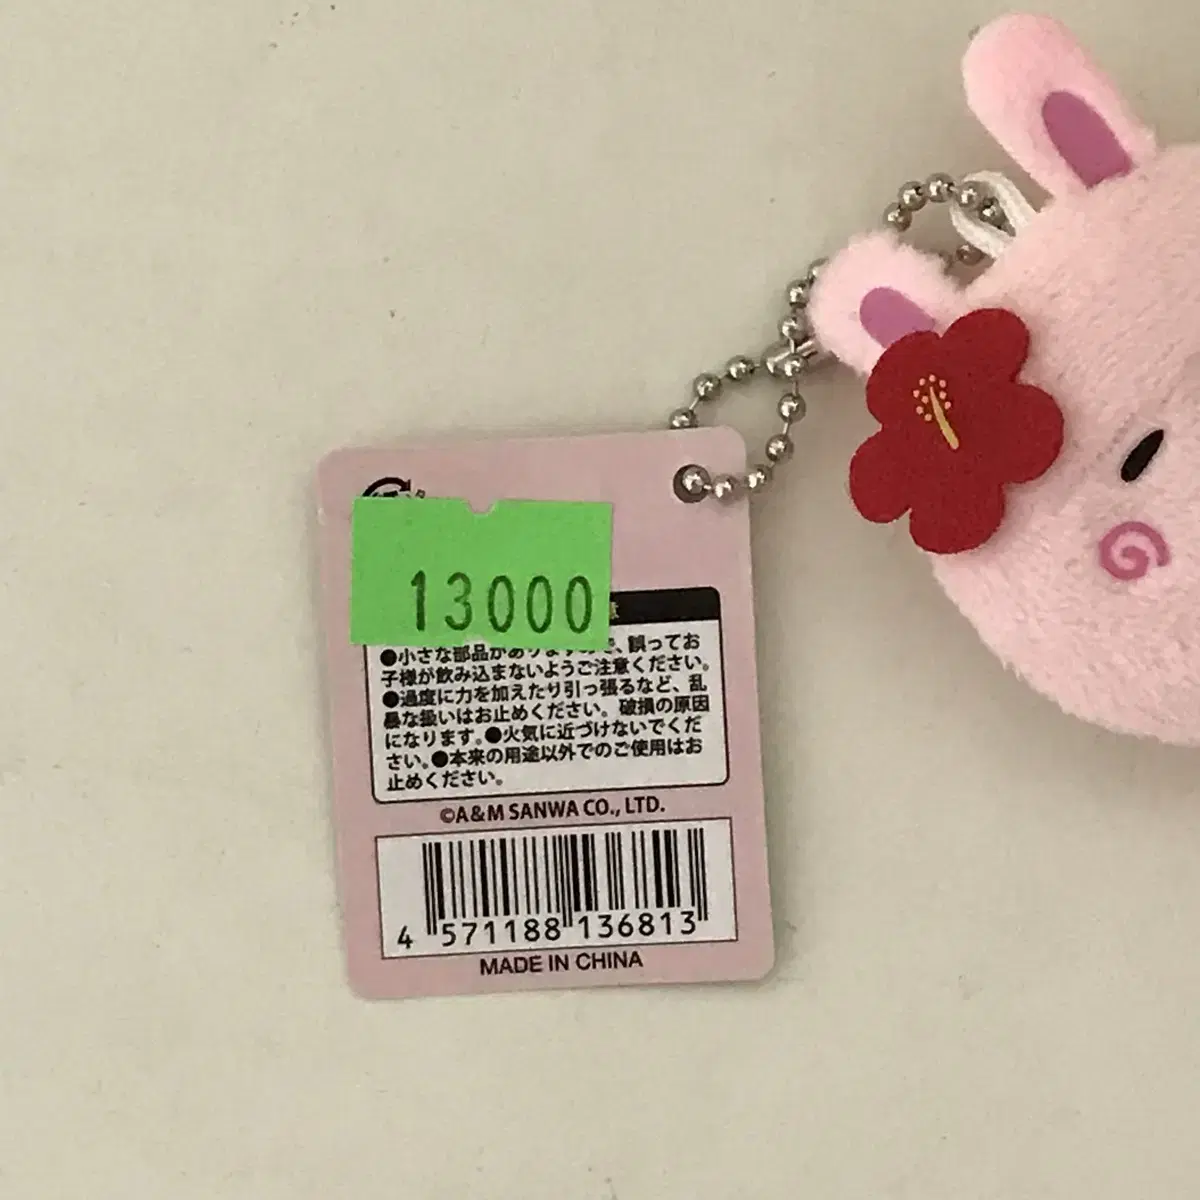 13000
●小さな部品がありますので、誤ってお
子様が飲み込まないようご注意ください。
●過度に力を加えたり引っ張るなど、乱
暴な扱いはお止めください。破損の原因
になります。●火気に近づけないでくだ
さい。●本来の用途以外でのご使用はお
止めください。
©A&M SANWA CO., LTD.
4 571188 136813
MADE IN CHINA